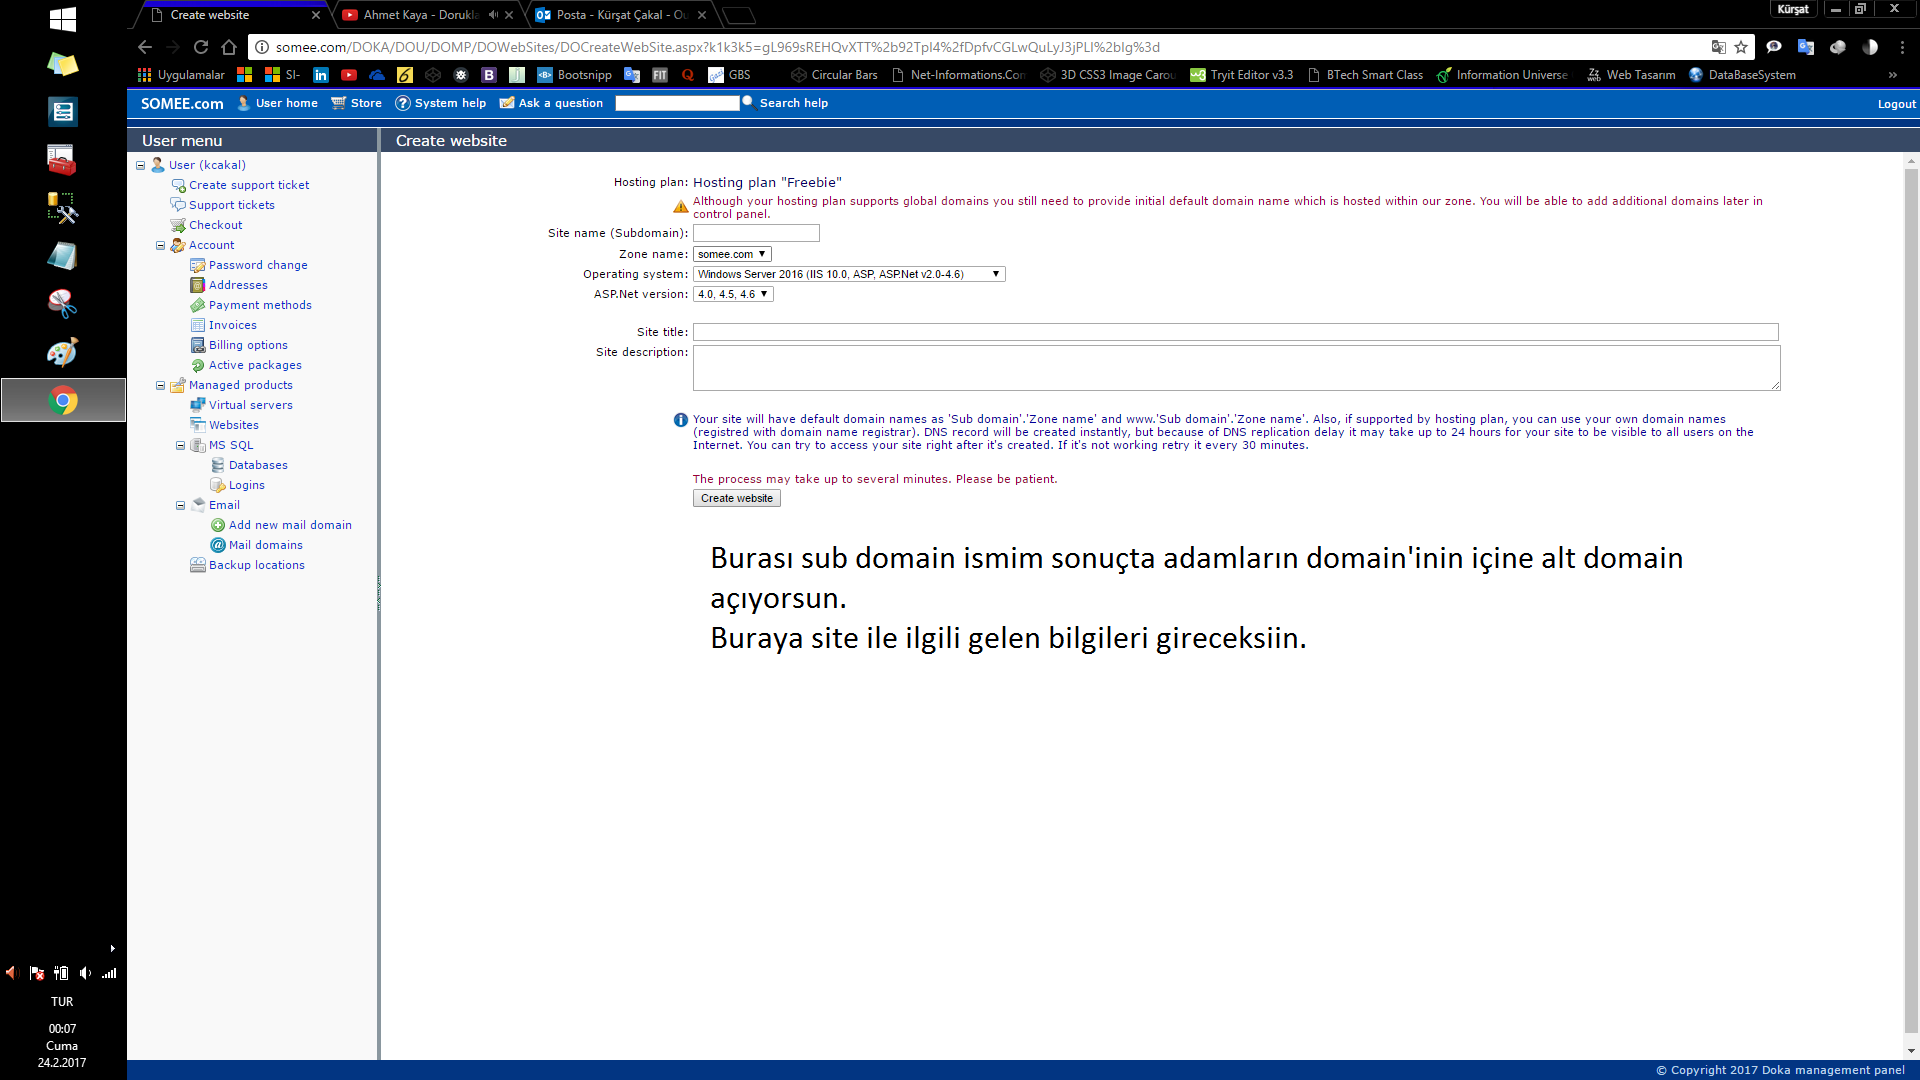 Create website
Ahmet Kaya - Dorukla
Posta - Kürşat Çakal - Ou
Kürşat
somee.com/DOKA/DOU/DOMP/DOWebSites/DOCreateWebSite.aspx?k1k3k5=gL969sREHQvXTT%2b92TpI4%2fDpfvCGLwQuLyJ3jPLI%2bIg%3d
Uygulamalar
SI-
Bootsnipp
FIT
GBS
Circular Bars
Net-Informations.Com
3D CSS3 Image Carou
Tryit Editor v3.3
BTech Smart Class
Information Universe
Web Tasarım
DataBaseSystem
»
SOMEE.com
User home
Store
System help
Ask a question
Search help
Logout
User menu
Create website
User (kcakal)
Create support ticket
Support tickets
Checkout
Account
Password change
Addresses
Payment methods
Invoices
Billing options
Active packages
Managed products
Virtual servers
Websites
MS SQL
Databases
Logins
Email
Add new mail domain
Mail domains
Backup locations
Hosting plan: Hosting plan "Freebie"
Although your hosting plan supports global domains you still need to provide initial default domain name which is hosted within our zone. You will be able to add additional domains later in
control panel.
Site name (Subdomain):
Zone name: somee.com
Operating system: Windows Server 2016 (IIS 10.0, ASP, ASP.Net v2.0-4.6)
ASP.Net version: 4.0, 4.5, 4.6
Site title:
Site description:
Your site will have default domain names as 'Sub domain'.'Zone name' and www.'Sub domain'.'Zone name'. Also, if supported by hosting plan, you can use your own domain names
(registred with domain name registrar). DNS record will be created instantly, but because of DNS replication delay it may take up to 24 hours for your site to be visible to all users on the
Internet. You can try to access your site right after it's created. If it's not working retry it every 30 minutes.
The process may take up to several minutes. Please be patient.
Create website
Burası sub domain ismim sonuçta adamların domain'inin içine alt domain
açıyorsun.
Buraya site ile ilgili gelen bilgileri gireceksiin.
TUR
00:07
Cuma
24.2.2017
© Copyright 2017 Doka management panel